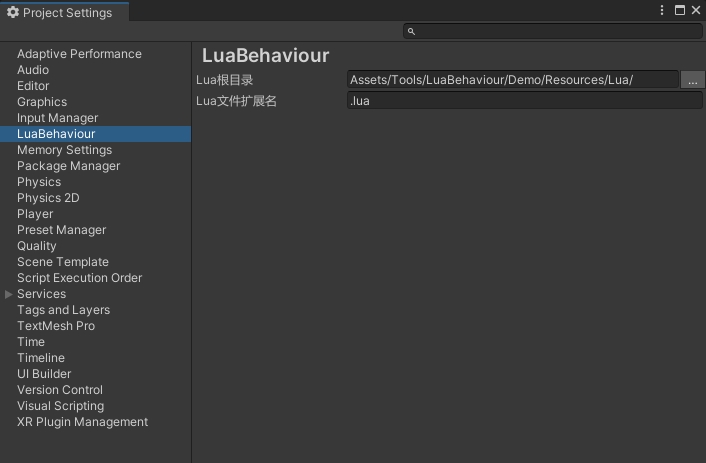 Project Settings
Adaptive Performance
Audio
Editor
Graphics
Input Manager
LuaBehaviour
Memory Settings
Package Manager
Physics
Physics 2D
Player
Preset Manager
Quality
Scene Template
Script Execution Order
Services
Tags and Layers
TextMesh Pro
Time
Timeline
UI Builder
Version Control
Visual Scripting
XR Plugin Management
LuaBehaviour
Lua根目录 Assets/Tools/LuaBehaviour/Demo/Resources/Lua/ ...
Lua文件扩展名 .lua